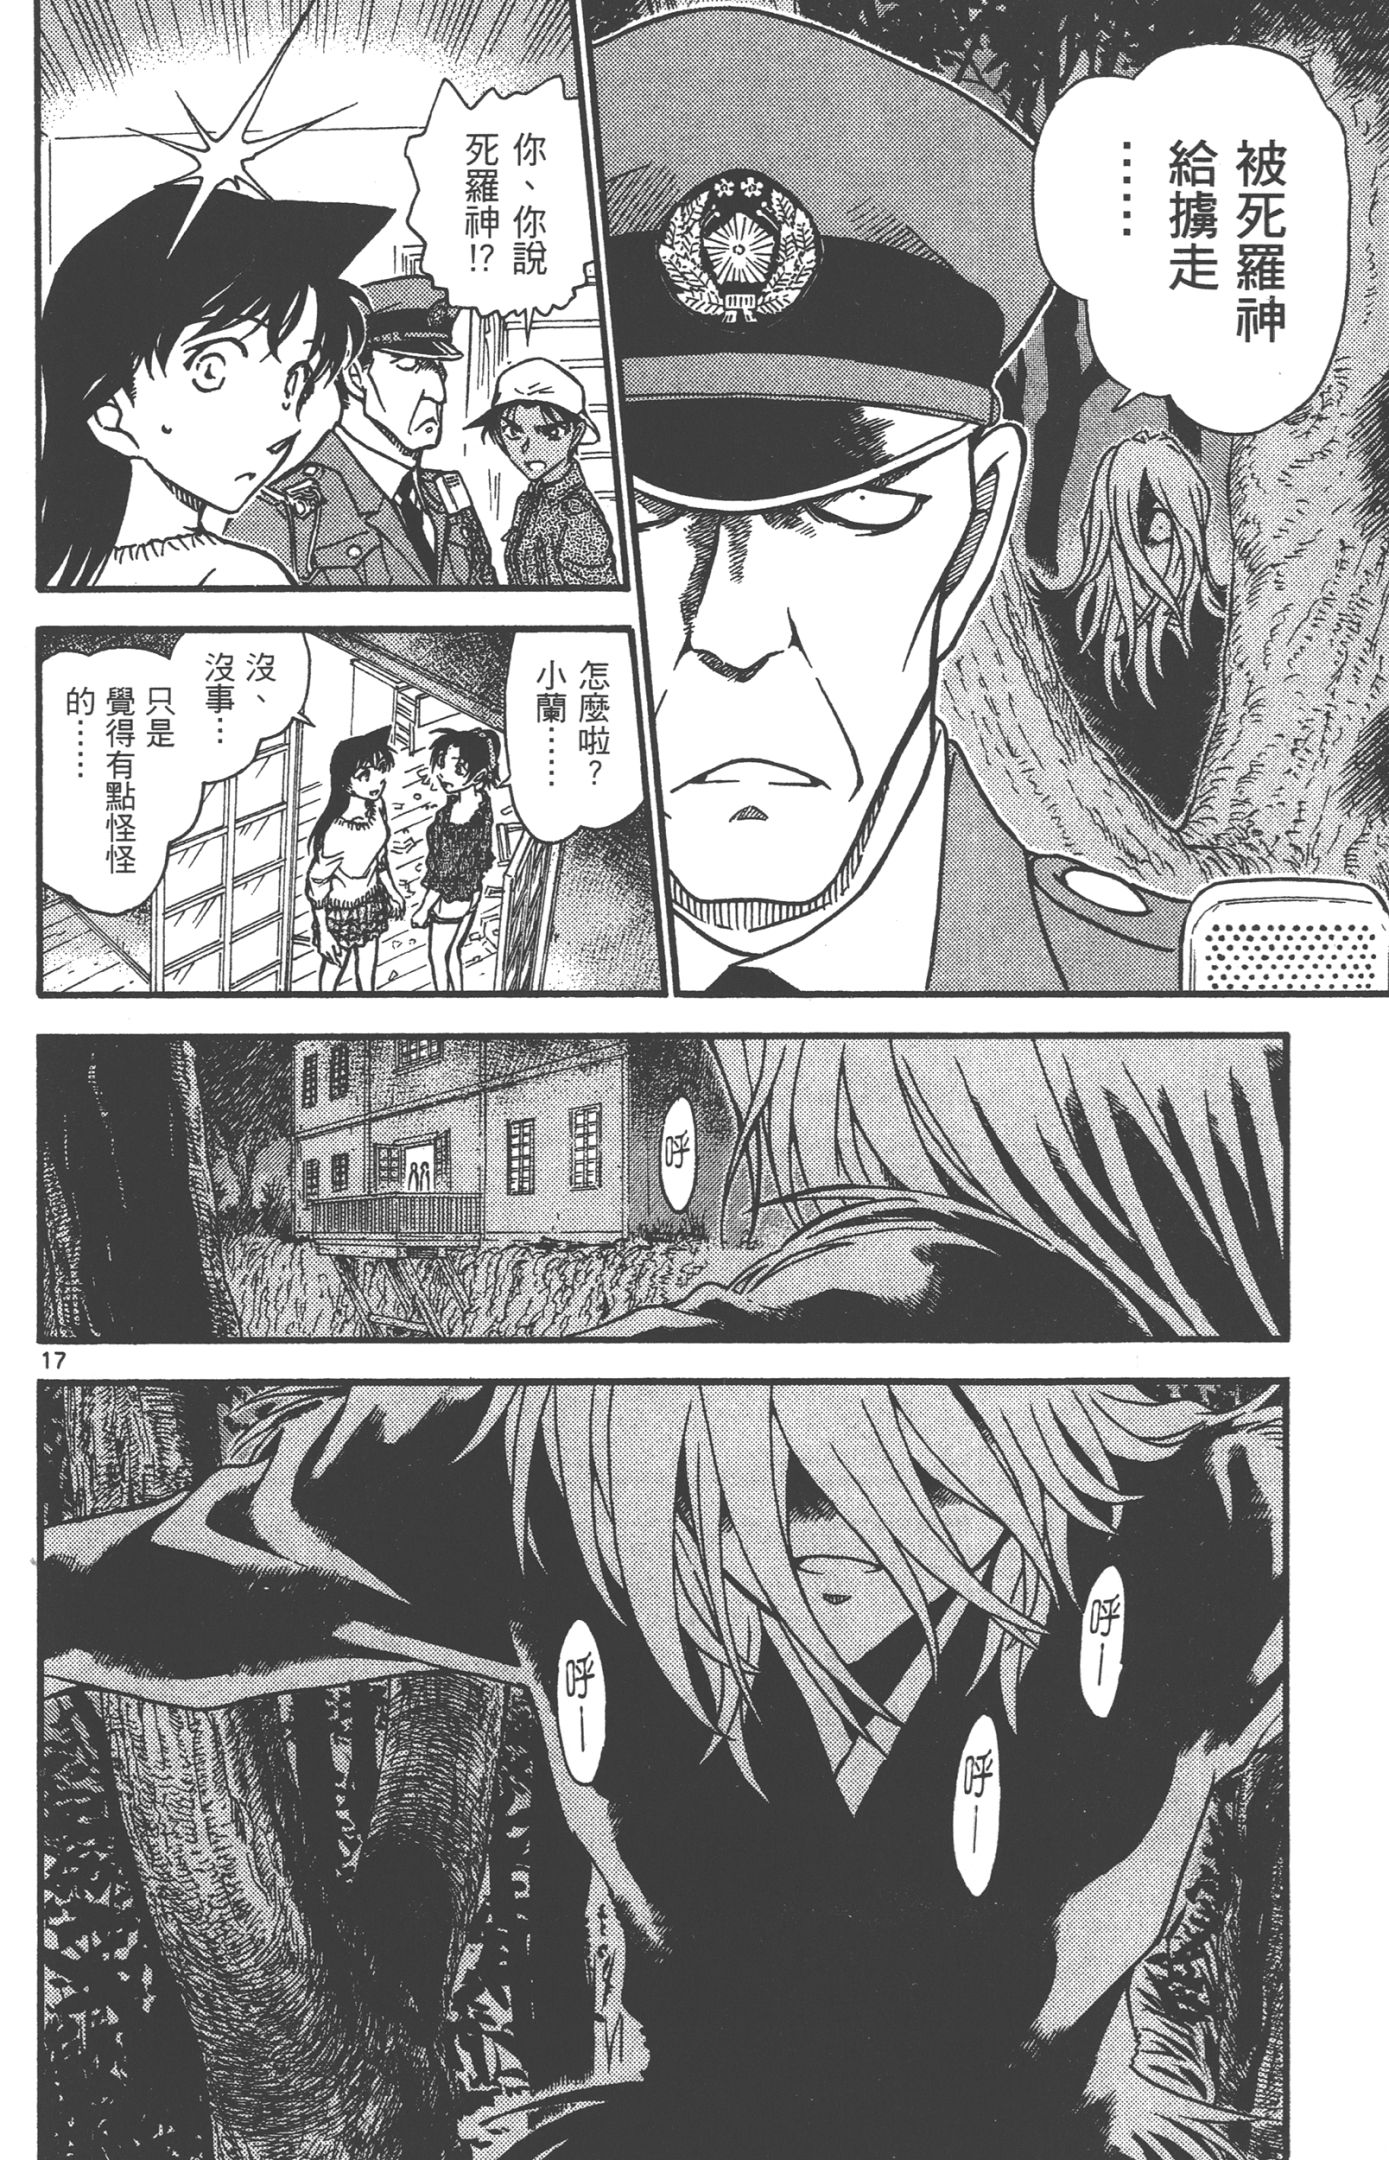 被死羅神
給擄走
……
你、你說
死羅神!?
怎麼啦?
小蘭……
沒、
沒事…
只是
覺得有點怪怪
的……
呼
呼—
呼—
呼—
17